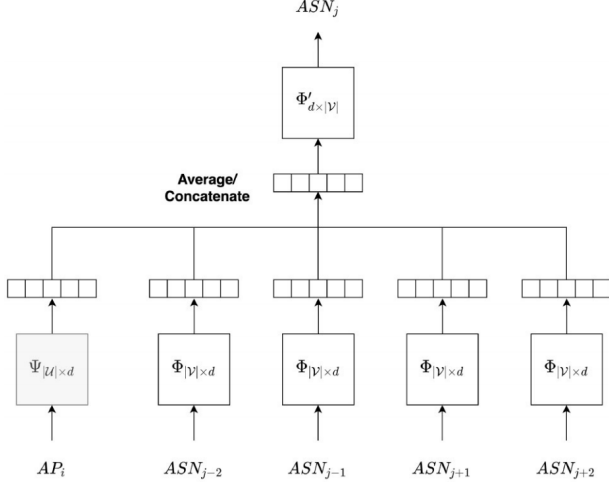 ASN_j
Φ′_{d×|𝒱|}
Average/
Concatenate
Ψ_{|𝒰|×d} Φ_{|𝒱|×d} Φ_{|𝒱|×d} Φ_{|𝒱|×d} Φ_{|𝒱|×d}
AP_i ASN_{j−2} ASN_{j−1} ASN_{j+1} ASN_{j+2}